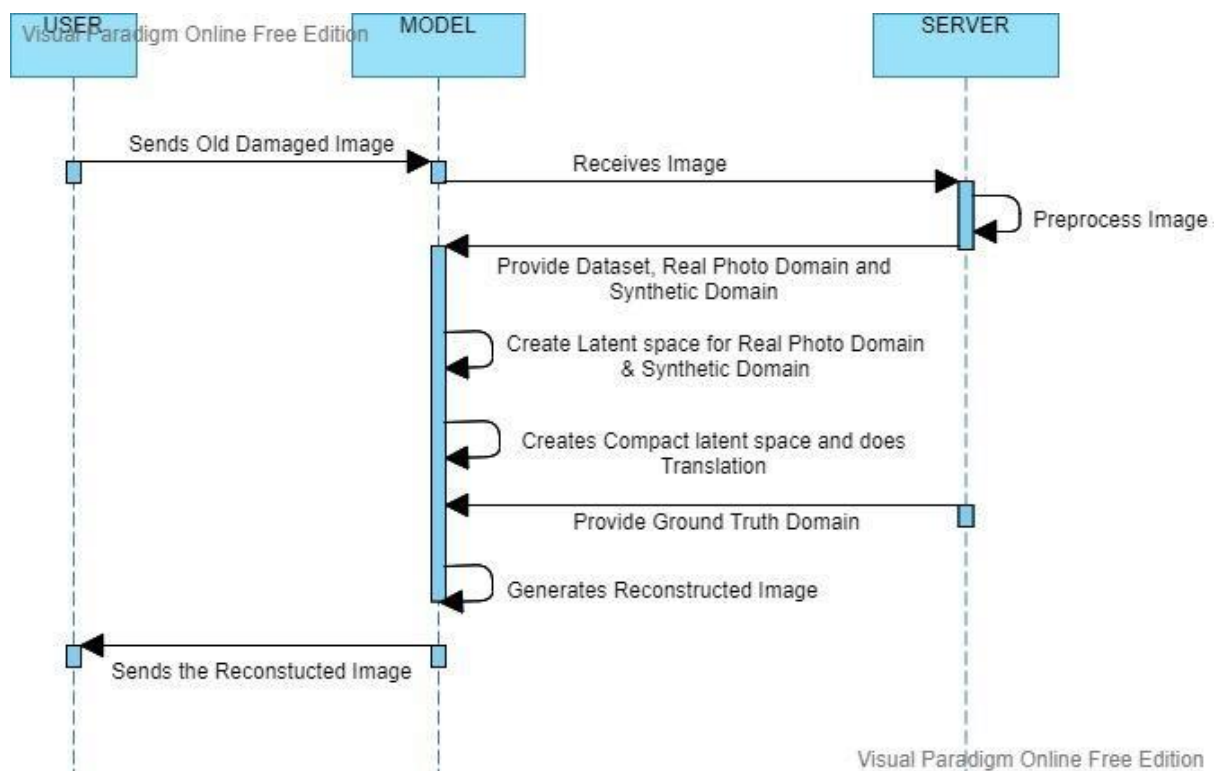 Visual Paradigm Online Free Edition
USER
MODEL
SERVER
Sends Old Damaged Image
Receives Image
Preprocess Image
Provide Dataset, Real Photo Domain and
Synthetic Domain
Create Latent space for Real Photo Domain
& Synthetic Domain
Creates Compact latent space and does
Translation
Provide Ground Truth Domain
Generates Reconstructed Image
Sends the Reconstucted Image
Visual Paradigm Online Free Edition